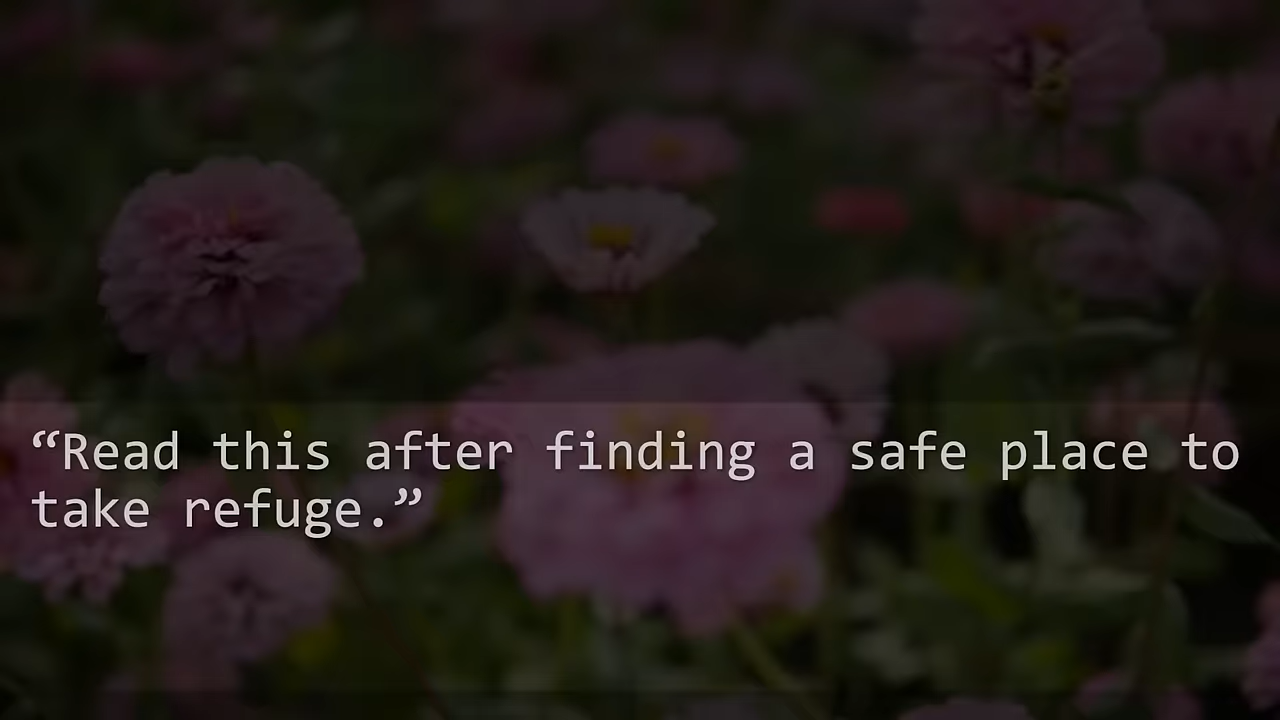 “Read this after finding a safe place to
take refuge.”